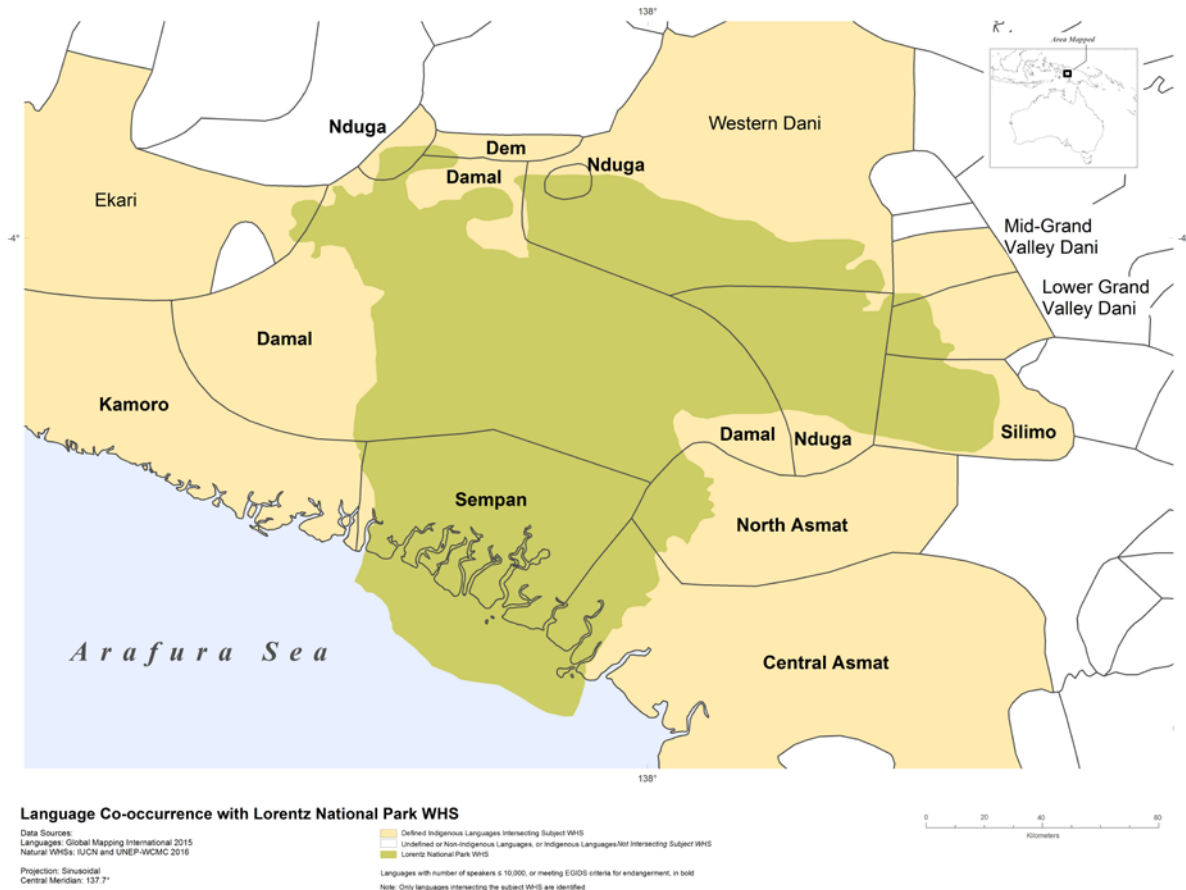 138°
K.
Area Mapped
Nduga
Western Dani
Dem
Nduga
Damal
Ekari
Mid-Grand
Valley Dani
-4°
-4
Lower Grand
Valley Dani
Damal
Kamoro
Damal
Nduga
Silimo
Sempan
North Asmat
Arafura Sea
Central Asmat
138°
Language Co-occurrence with Lorentz National Park WHS
Data Sources:
Languages: Global Mapping International 2015
Natural WHSs: IUCN and UNEP-WCMC 2016
Projection: Sinusoidal
Central Meridian: 137.7°
Defined Indigenous Languages Intersecting Subject WHS
Undefined or Non-Indigenous Languages, or Indigenous Languages Not Intersecting Subject WHS
Lorentz National Park WHS
Languages with number of speakers ≤ 10,000, or meeting EGIDS criteria for endangerment, in bold
Note: Only languages intersecting the subject WHS are identified
0 20 40 60 80
Kilometers